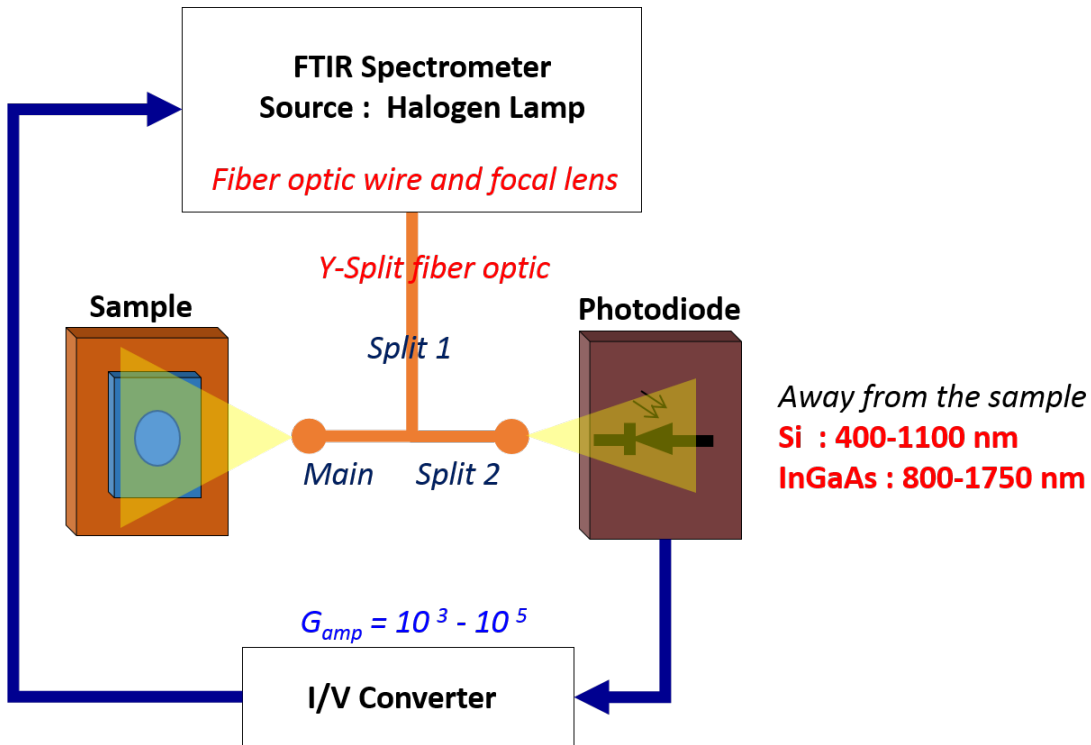 FTIR Spectrometer
Source :  Halogen Lamp
Fiber optic wire and focal lens
Y-Split fiber optic
Sample
Photodiode
Split 1
Away from the sample
Si  : 400-1100 nm
InGaAs : 800-1750 nm
Main
Split 2
G_amp = 10 ³ - 10 ⁵
I/V Converter